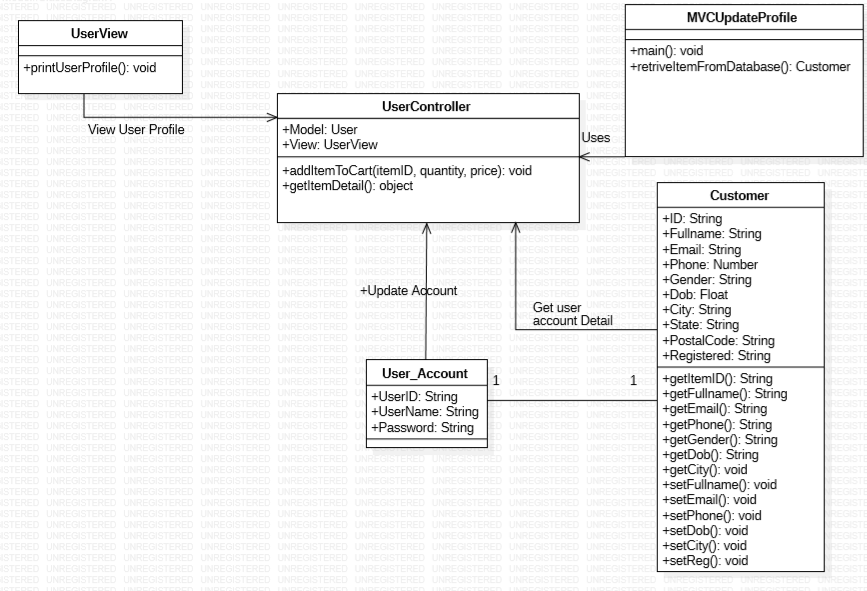 UserView
+printUserProfile(): void
MVCUpdateProfile
+main(): void
+retriveItemFromDatabase(): Customer
View User Profile
UserController
+Model: User
+View: UserView
+addItemToCart(itemID, quantity, price): void
+getItemDetail(): object
Uses
Customer
+ID: String
+Fullname: String
+Email: String
+Phone: Number
+Gender: String
+Dob: Float
+City: String
+State: String
+PostalCode: String
+Registered: String
+getItemID(): String
+getFullname(): String
+getEmail(): String
+getPhone(): String
+getGender(): String
+getDob(): String
+getCity(): void
+setFullname(): void
+setEmail(): void
+setPhone(): void
+setDob(): void
+setCity(): void
+setReg(): void
+Update Account
Get user
account Detail
User_Account
+UserID: String
+UserName: String
+Password: String
1
1
UNREGISTERED